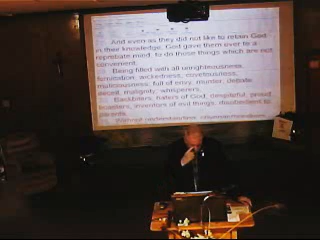 And even as they did not like to retain God
in their knowledge, God gave them over to a
reprobate mind, to do those things which are not
convenient;
Being filled with all unrighteousness,
fornication, wickedness, covetousness,
maliciousness; full of envy, murder, debate,
deceit, malignity; whisperers,
Backbiters, haters of God, despiteful, proud,
boasters, inventors of evil things, disobedient to
parents,
Without understanding,